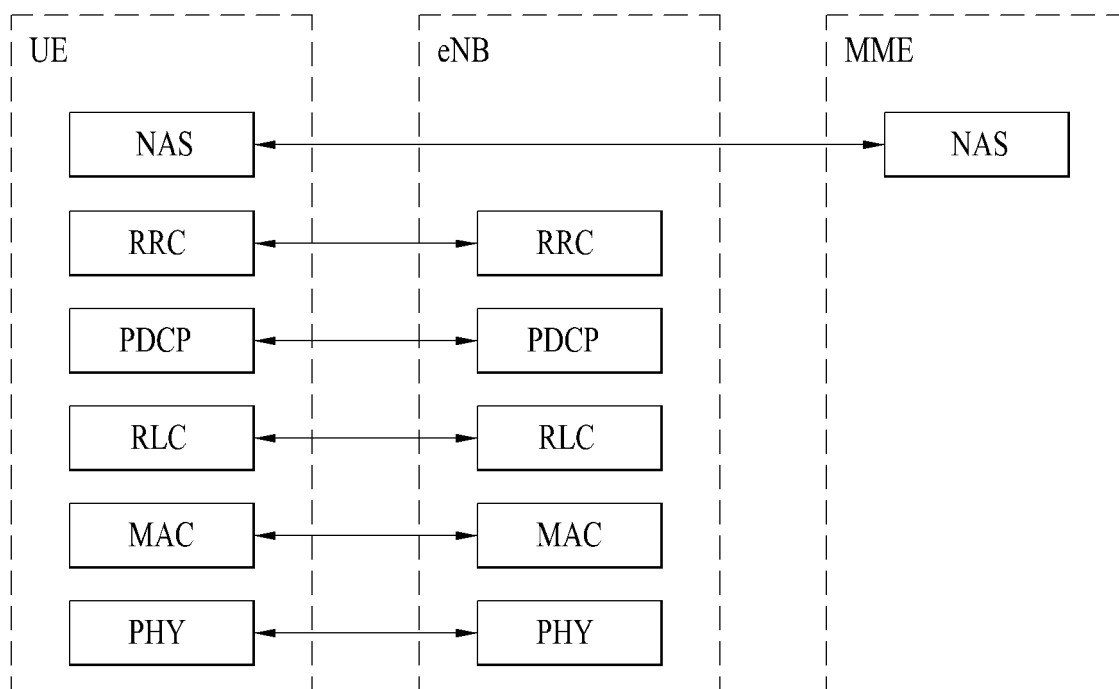 UE eNB MME
NAS NAS
RRC RRC
PDCP PDCP
RLC RLC
MAC MAC
PHY PHY